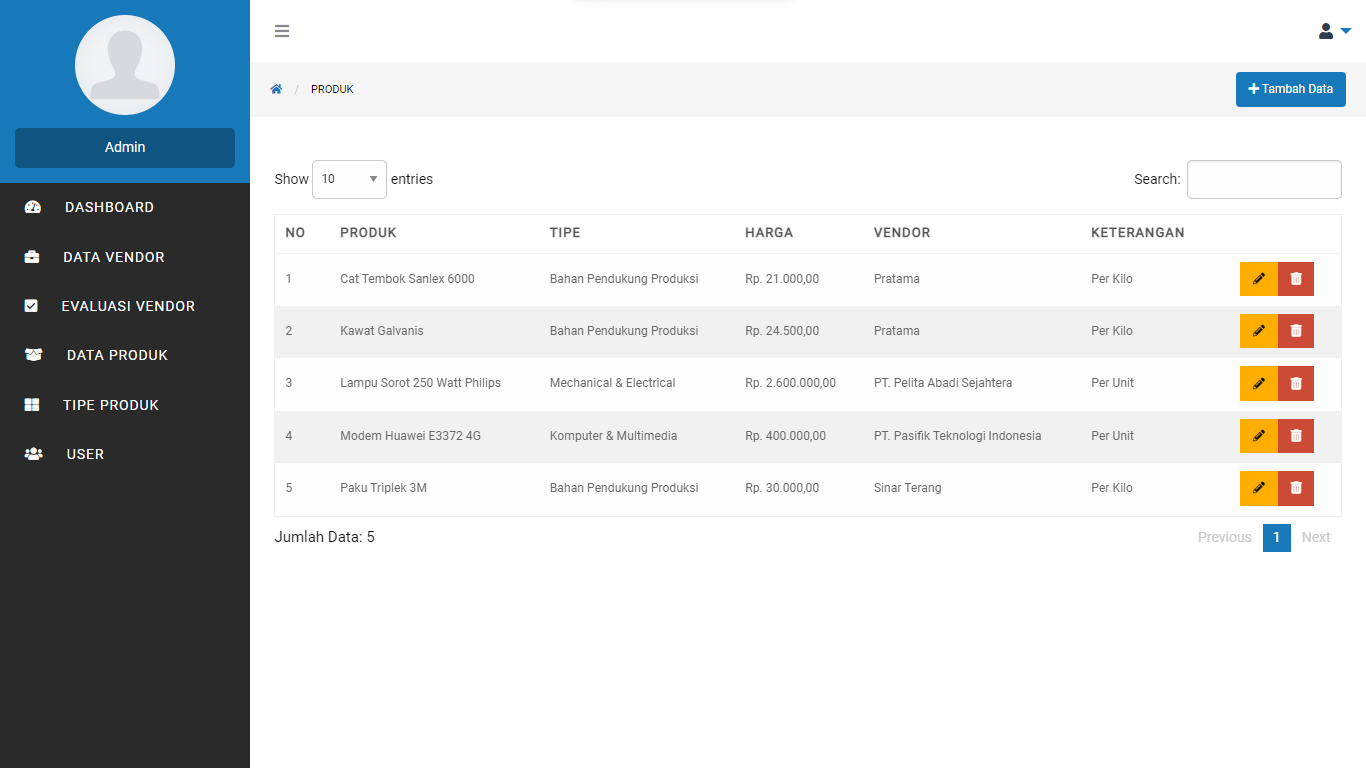 Admin
DASHBOARD
DATA VENDOR
EVALUASI VENDOR
DATA PRODUK
TIPE PRODUK
USER
/ PRODUK
Tambah Data
Show 10 entries
Search:
NO PRODUK TIPE HARGA VENDOR KETERANGAN
1 Cat Tembok Sanlex 6000 Bahan Pendukung Produksi Rp. 21.000,00 Pratama Per Kilo
2 Kawat Galvanis Bahan Pendukung Produksi Rp. 24.500,00 Pratama Per Kilo
3 Lampu Sorot 250 Watt Philips Mechanical & Electrical Rp. 2.600.000,00 PT. Pelita Abadi Sejahtera Per Unit
4 Modem Huawei E3372 4G Komputer & Multimedia Rp. 400.000,00 PT. Pasifik Teknologi Indonesia Per Unit
5 Paku Triplek 3M Bahan Pendukung Produksi Rp. 30.000,00 Sinar Terang Per Kilo
Jumlah Data: 5
Previous 1 Next